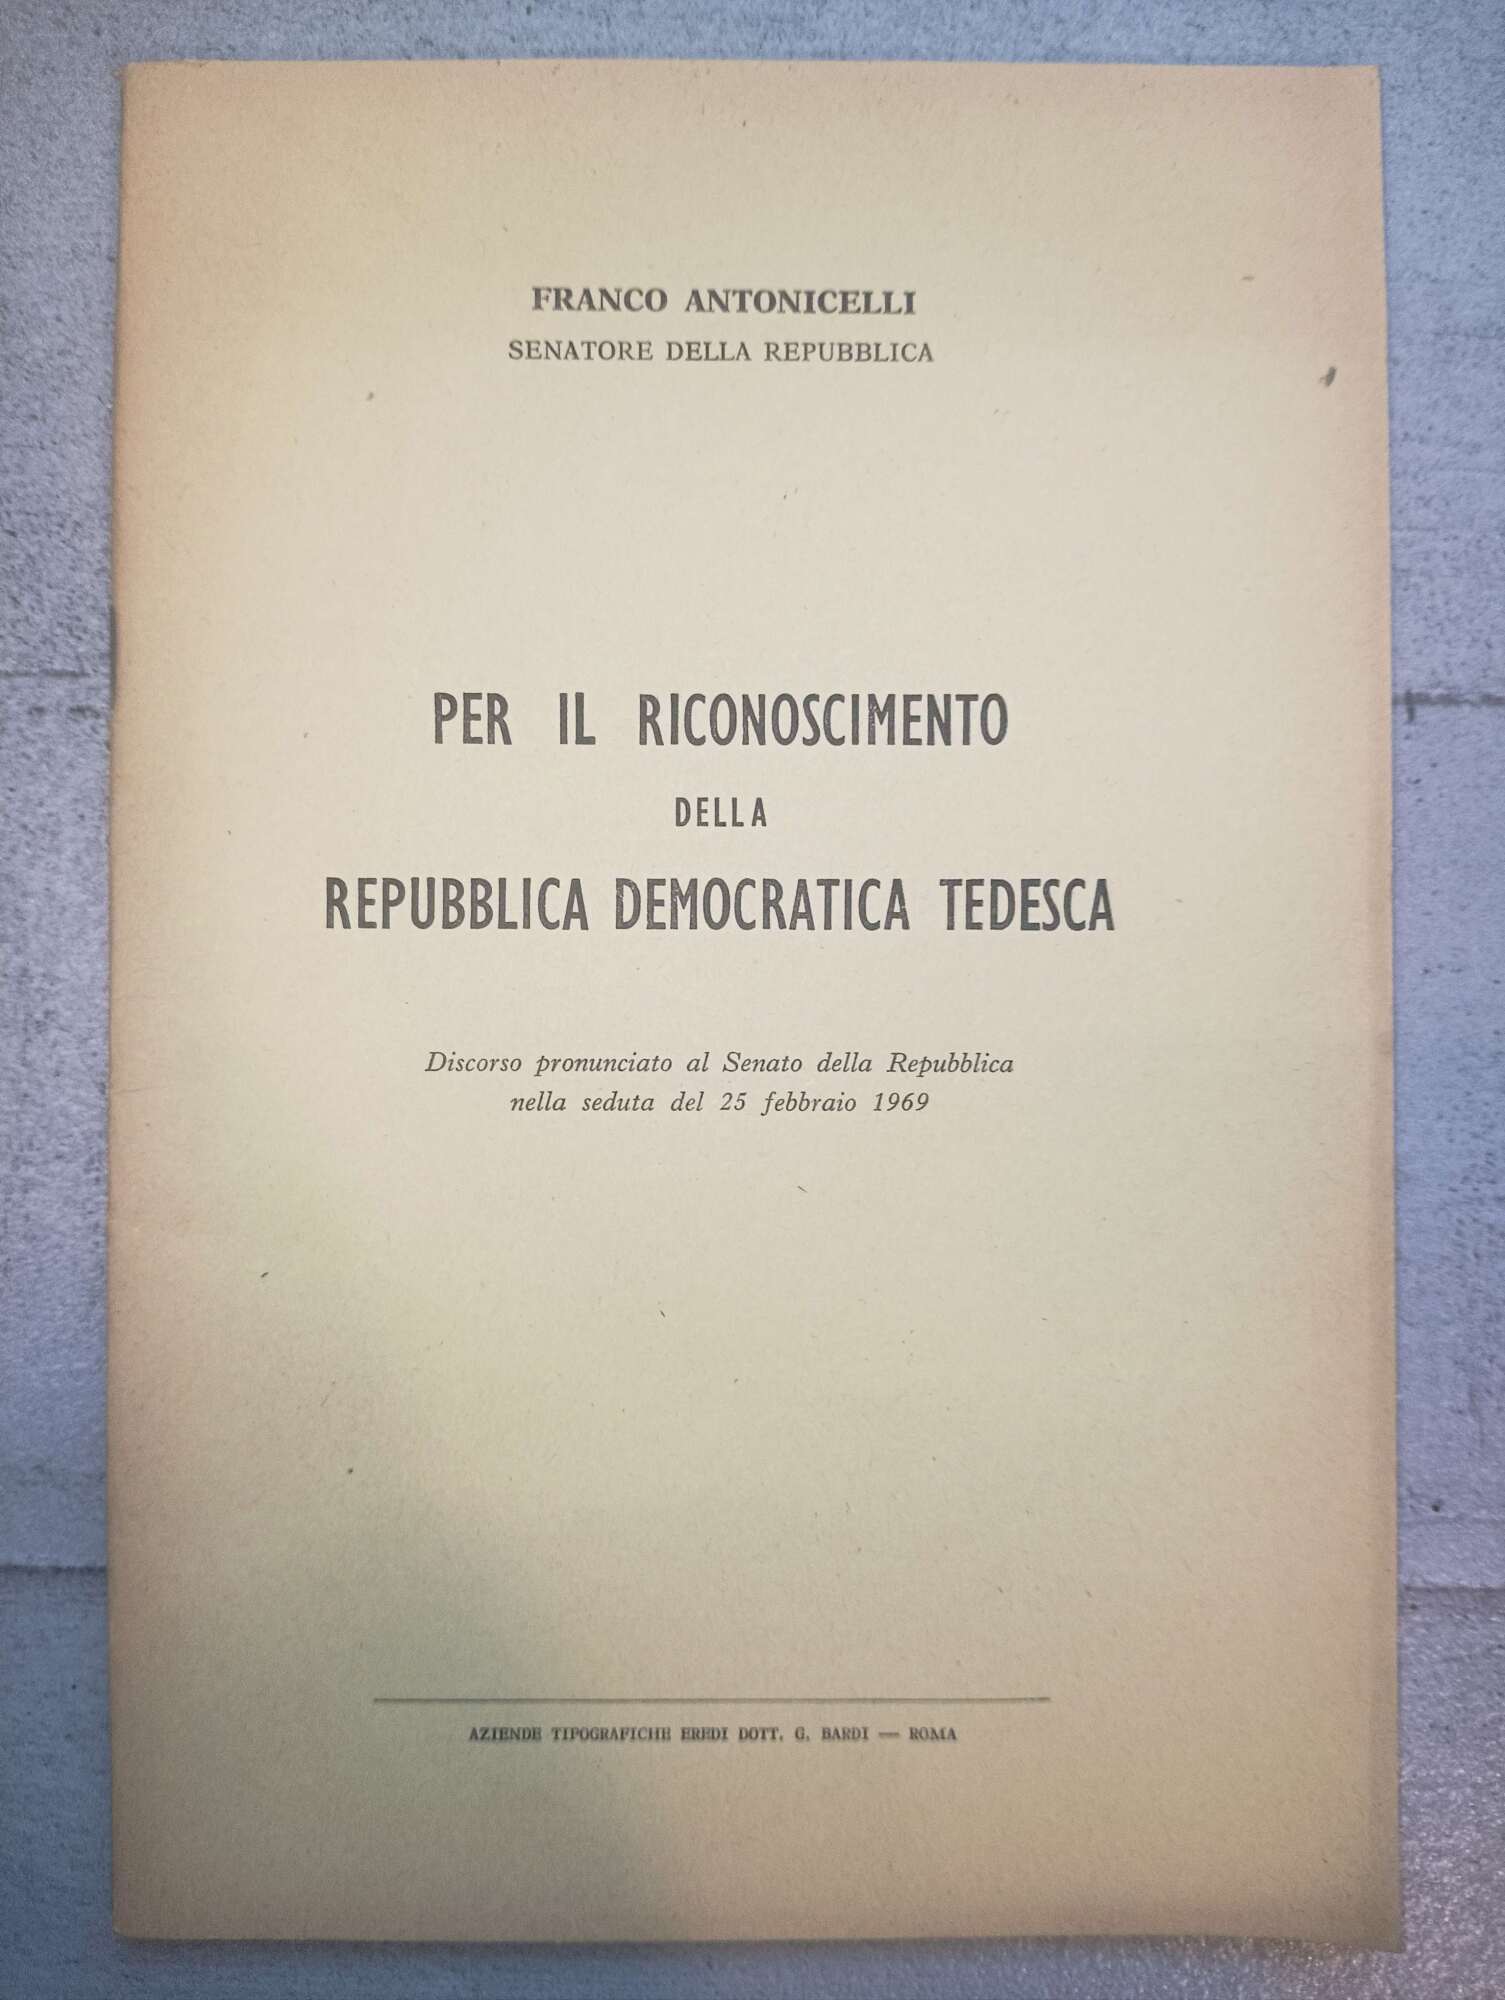 FRANCO ANTONICELLI
SENATORE DELLA REPUBBLICA
PER IL RICONOSCIMENTO
DELLA
REPUBBLICA DEMOCRATICA TEDESCA
Discorso pronunciato al Senato della Repubblica
nella seduta del 25 febbraio 1969
AZIENDE TIPOGRAFICHE EREDI DOTT. G. BARDI — ROMA